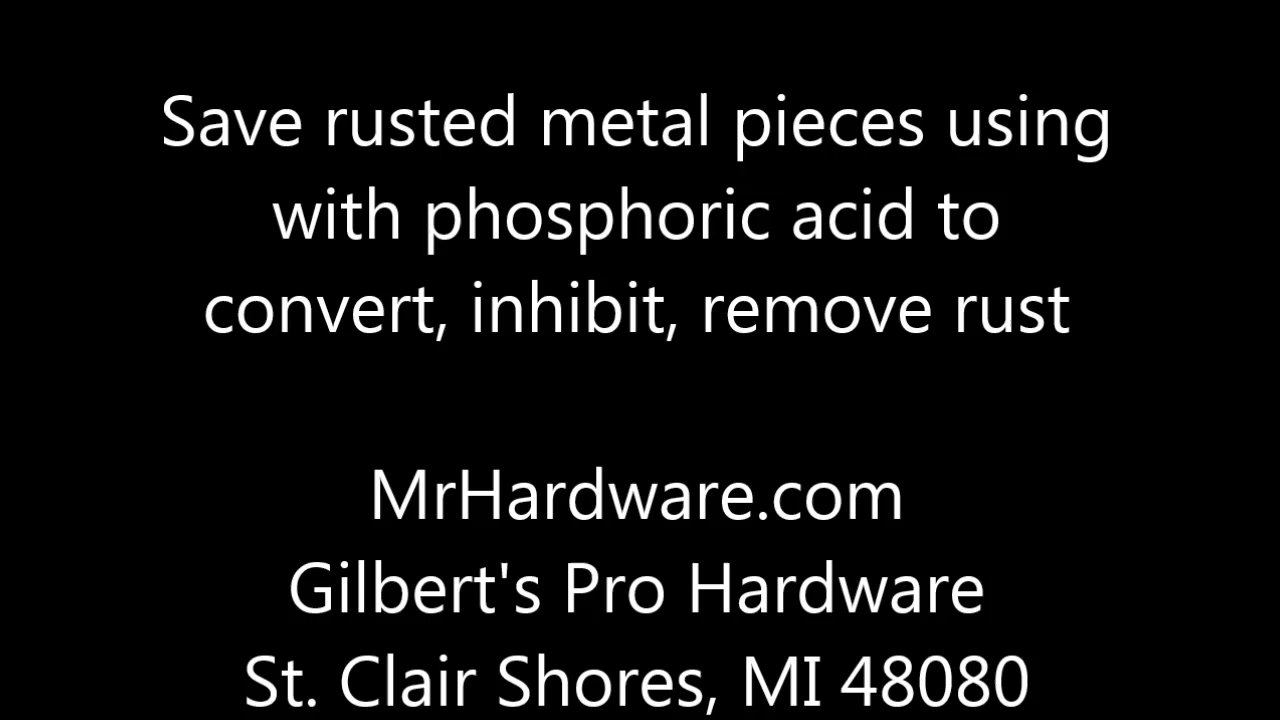 Save rusted metal pieces using
with phosphoric acid to
convert, inhibit, remove rust
MrHardware.com
Gilbert's Pro Hardware
St. Clair Shores, MI 48080